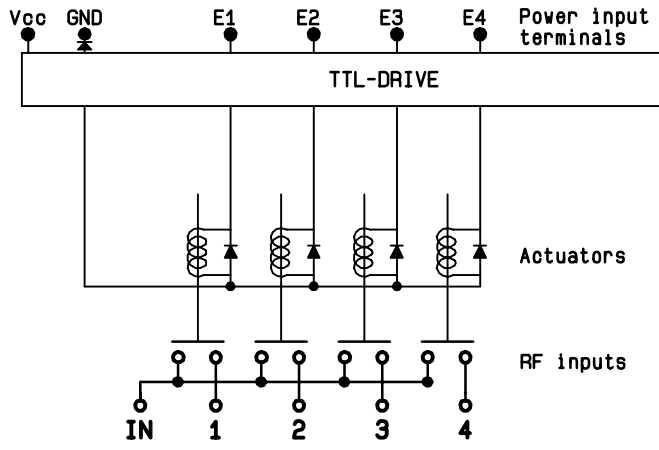 Vcc GND E1 E2 E3 E4 Power input
terminals
TTL-DRIVE
Actuators
RF inputs
IN 1 2 3 4